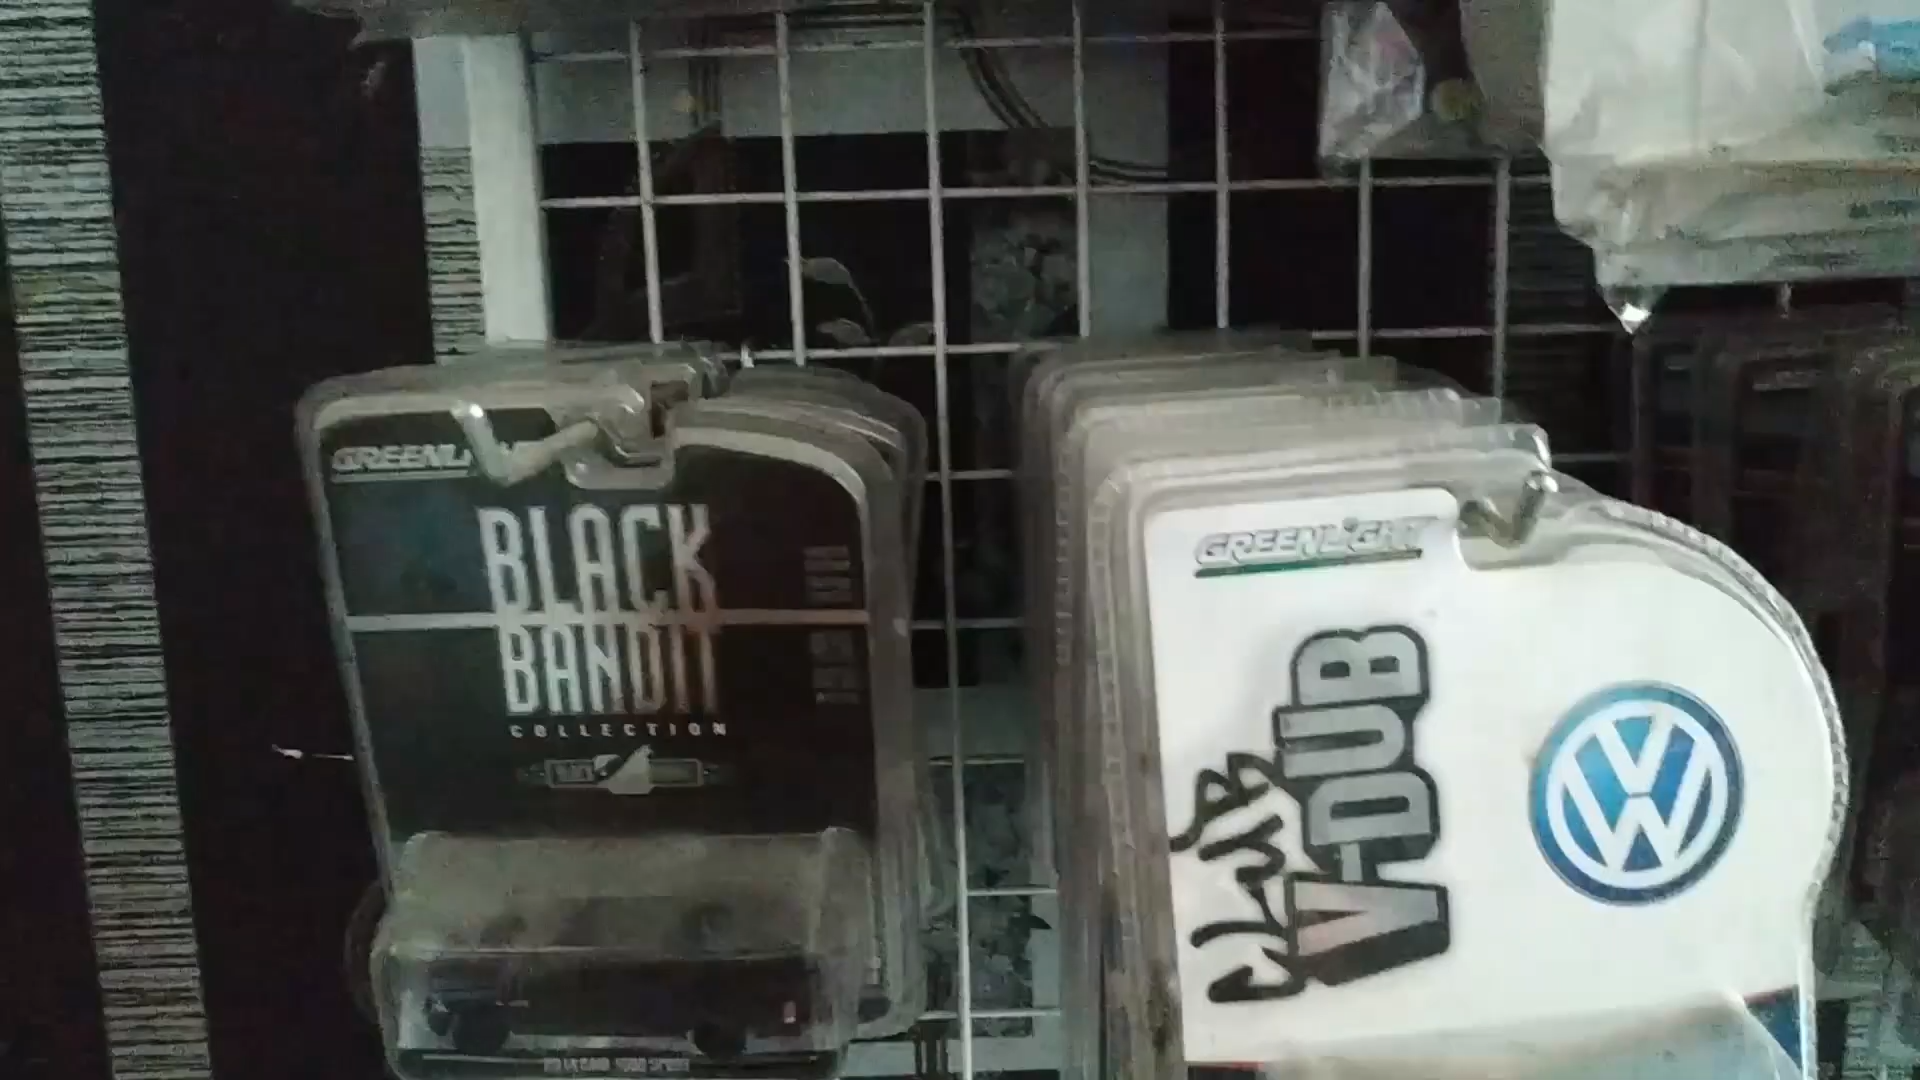 GREENLIGHT
BLACK
BANDIT
COLLECTION
GREENLIGHT
Club
V-DUB